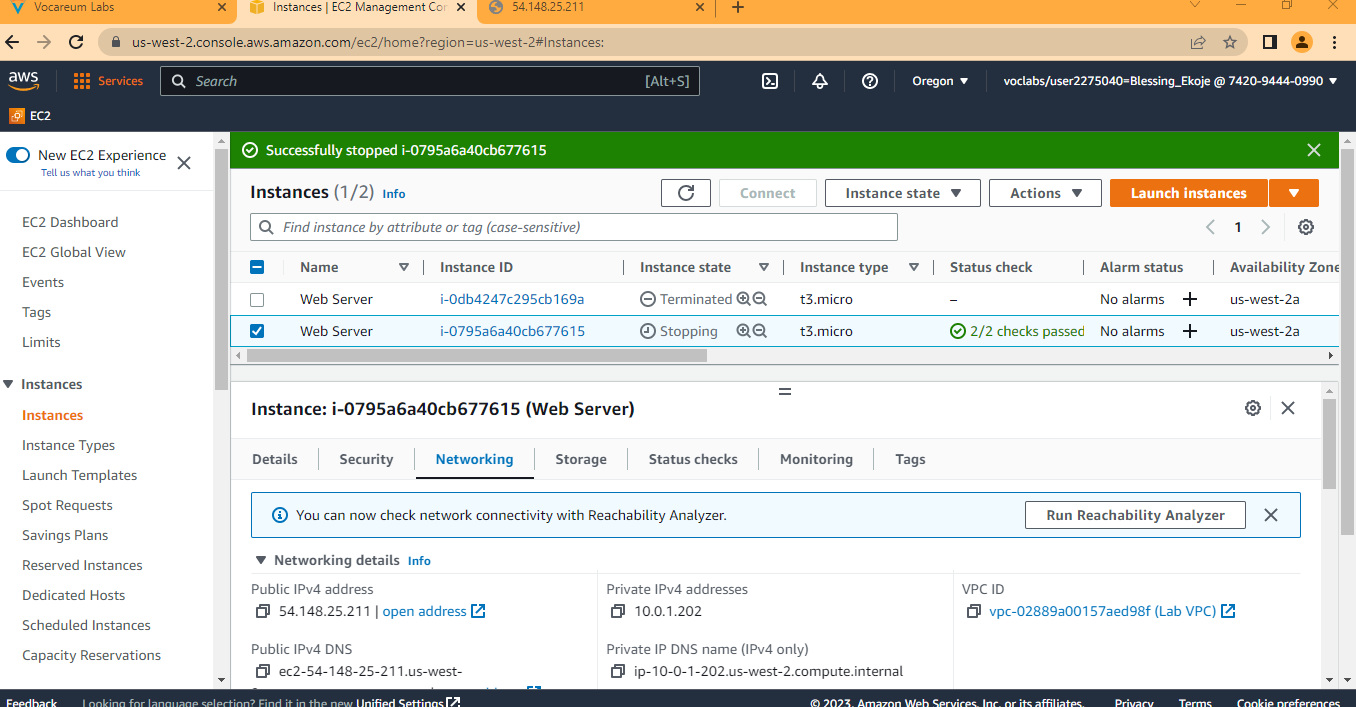 Vocareum Labs
Instances | EC2 Management Con
54.148.25.211
us-west-2.console.aws.amazon.com/ec2/home?region=us-west-2#Instances:
aws
Services
Search
[Alt+S]
Oregon
voclabs/user2275040=Blessing_Ekoje @ 7420-9444-0990
EC2
New EC2 Experience
Tell us what you think
EC2 Dashboard
EC2 Global View
Events
Tags
Limits
Instances
Instances
Instance Types
Launch Templates
Spot Requests
Savings Plans
Reserved Instances
Dedicated Hosts
Scheduled Instances
Capacity Reservations
Successfully stopped i-0795a6a40cb677615
Instances (1/2) Info
Connect
Instance state
Actions
Launch instances
Find instance by attribute or tag (case-sensitive)
1
Name Instance ID Instance state Instance type Status check Alarm status Availability Zone
Web Server i-0db4247c295cb169a Terminated t3.micro – No alarms + us-west-2a
Web Server i-0795a6a40cb677615 Stopping t3.micro 2/2 checks passed No alarms + us-west-2a
Instance: i-0795a6a40cb677615 (Web Server)
Details Security Networking Storage Status checks Monitoring Tags
You can now check network connectivity with Reachability Analyzer.
Run Reachability Analyzer
Networking details Info
Public IPv4 address
54.148.25.211 | open address
Private IPv4 addresses
10.0.1.202
VPC ID
vpc-02889a00157aed98f (Lab VPC)
Public IPv4 DNS
ec2-54-148-25-211.us-west-
Private IP DNS name (IPv4 only)
ip-10-0-1-202.us-west-2.compute.internal
Feedback
Looking for language selection? Find it in the new Unified Settings
© 2023, Amazon Web Services, Inc. or its affiliates.
Privacy
Terms
Cookie preferences